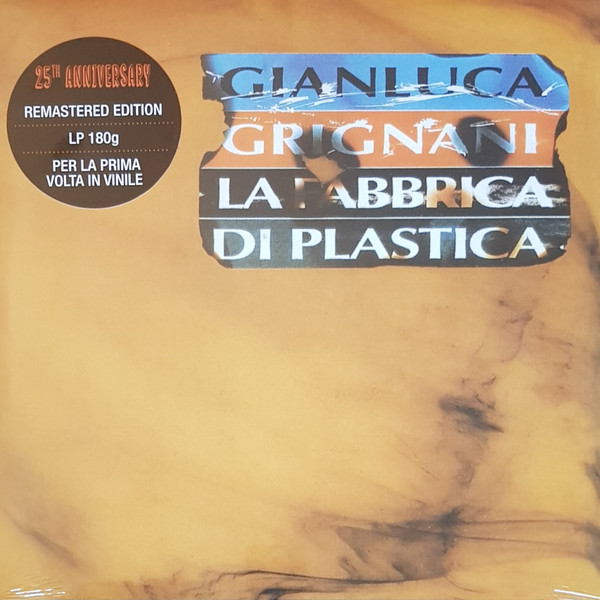 25TH ANNIVERSARY
REMASTERED EDITION
LP 180g
PER LA PRIMA
VOLTA IN VINILE
GIANLUCA
GRIGNANI
LA FABBRICA
DI PLASTICA